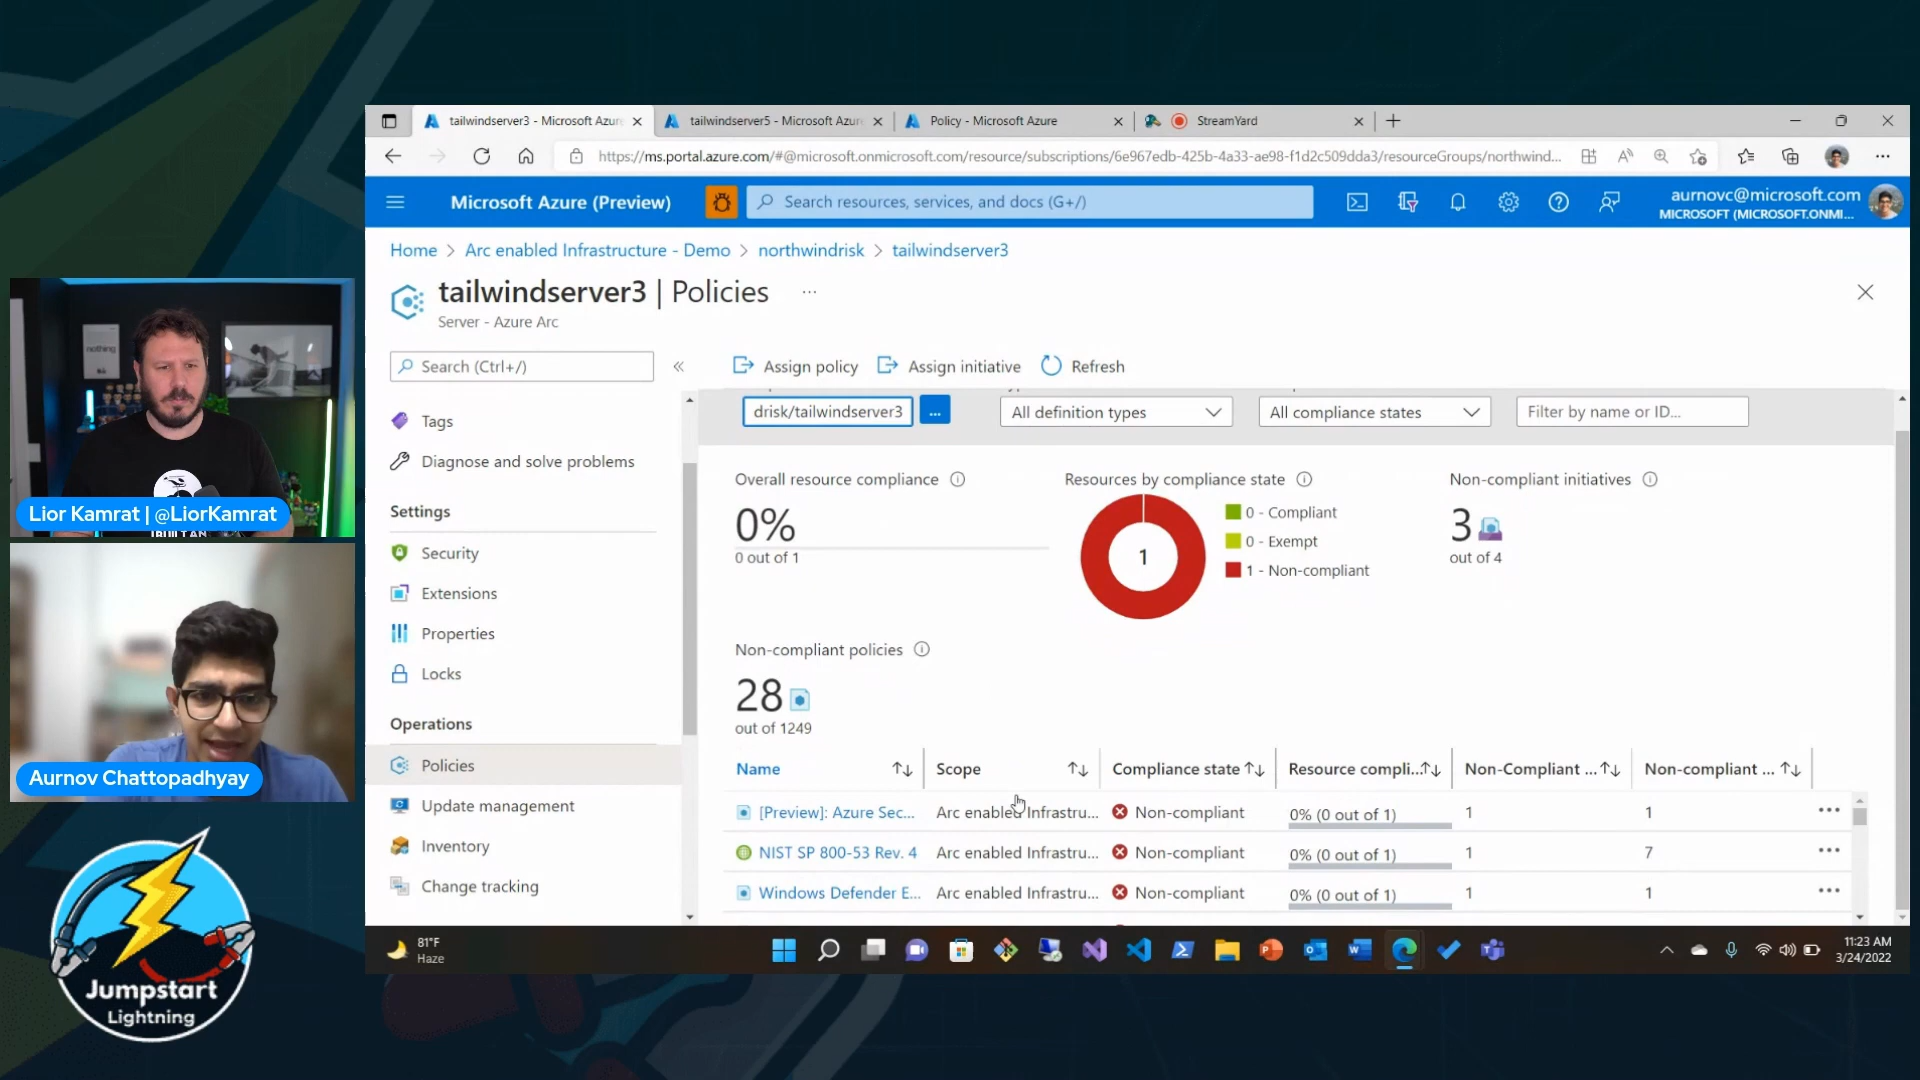 tailwindserver3 - Microsoft Azure
tailwindserver5 - Microsoft Azure
Policy - Microsoft Azure
StreamYard
https://ms.portal.azure.com/#@microsoft.onmicrosoft.com/resource/subscriptions/6e967edb-425b-4a33-ae98-f1d2c509dda3/resourceGroups/northwind...
Microsoft Azure (Preview)
Search resources, services, and docs (G+/)
aurnovc@microsoft.com
MICROSOFT (MICROSOFT.ONMI...
Home > Arc enabled Infrastructure - Demo > northwindrisk > tailwindserver3
tailwindserver3 | Policies ...
Server - Azure Arc
Search (Ctrl+/)
«
Assign policy
Assign initiative
Refresh
Tags
Diagnose and solve problems
Settings
Security
Extensions
Properties
Locks
Operations
Policies
Update management
Inventory
Change tracking
drisk/tailwindserver3
...
All definition types
All compliance states
Filter by name or ID...
Overall resource compliance
0%
0 out of 1
Resources by compliance state
1
0 - Compliant
0 - Exempt
1 - Non-compliant
Non-compliant initiatives
3
out of 4
Non-compliant policies
28
out of 1249
Name Scope Compliance state Resource compli... Non-Compliant ... Non-compliant ...
[Preview]: Azure Sec... Arc enabled Infrastru... Non-compliant 0% (0 out of 1) 1 1 ...
NIST SP 800-53 Rev. 4 Arc enabled Infrastru... Non-compliant 0% (0 out of 1) 1 7 ...
Windows Defender E... Arc enabled Infrastru... Non-compliant 0% (0 out of 1) 1 1 ...
81°F
Haze
11:23 AM
3/24/2022
nothing
Lior Kamrat | @LiorKamrat
Aurnov Chattopadhyay
Jumpstart
Lightning